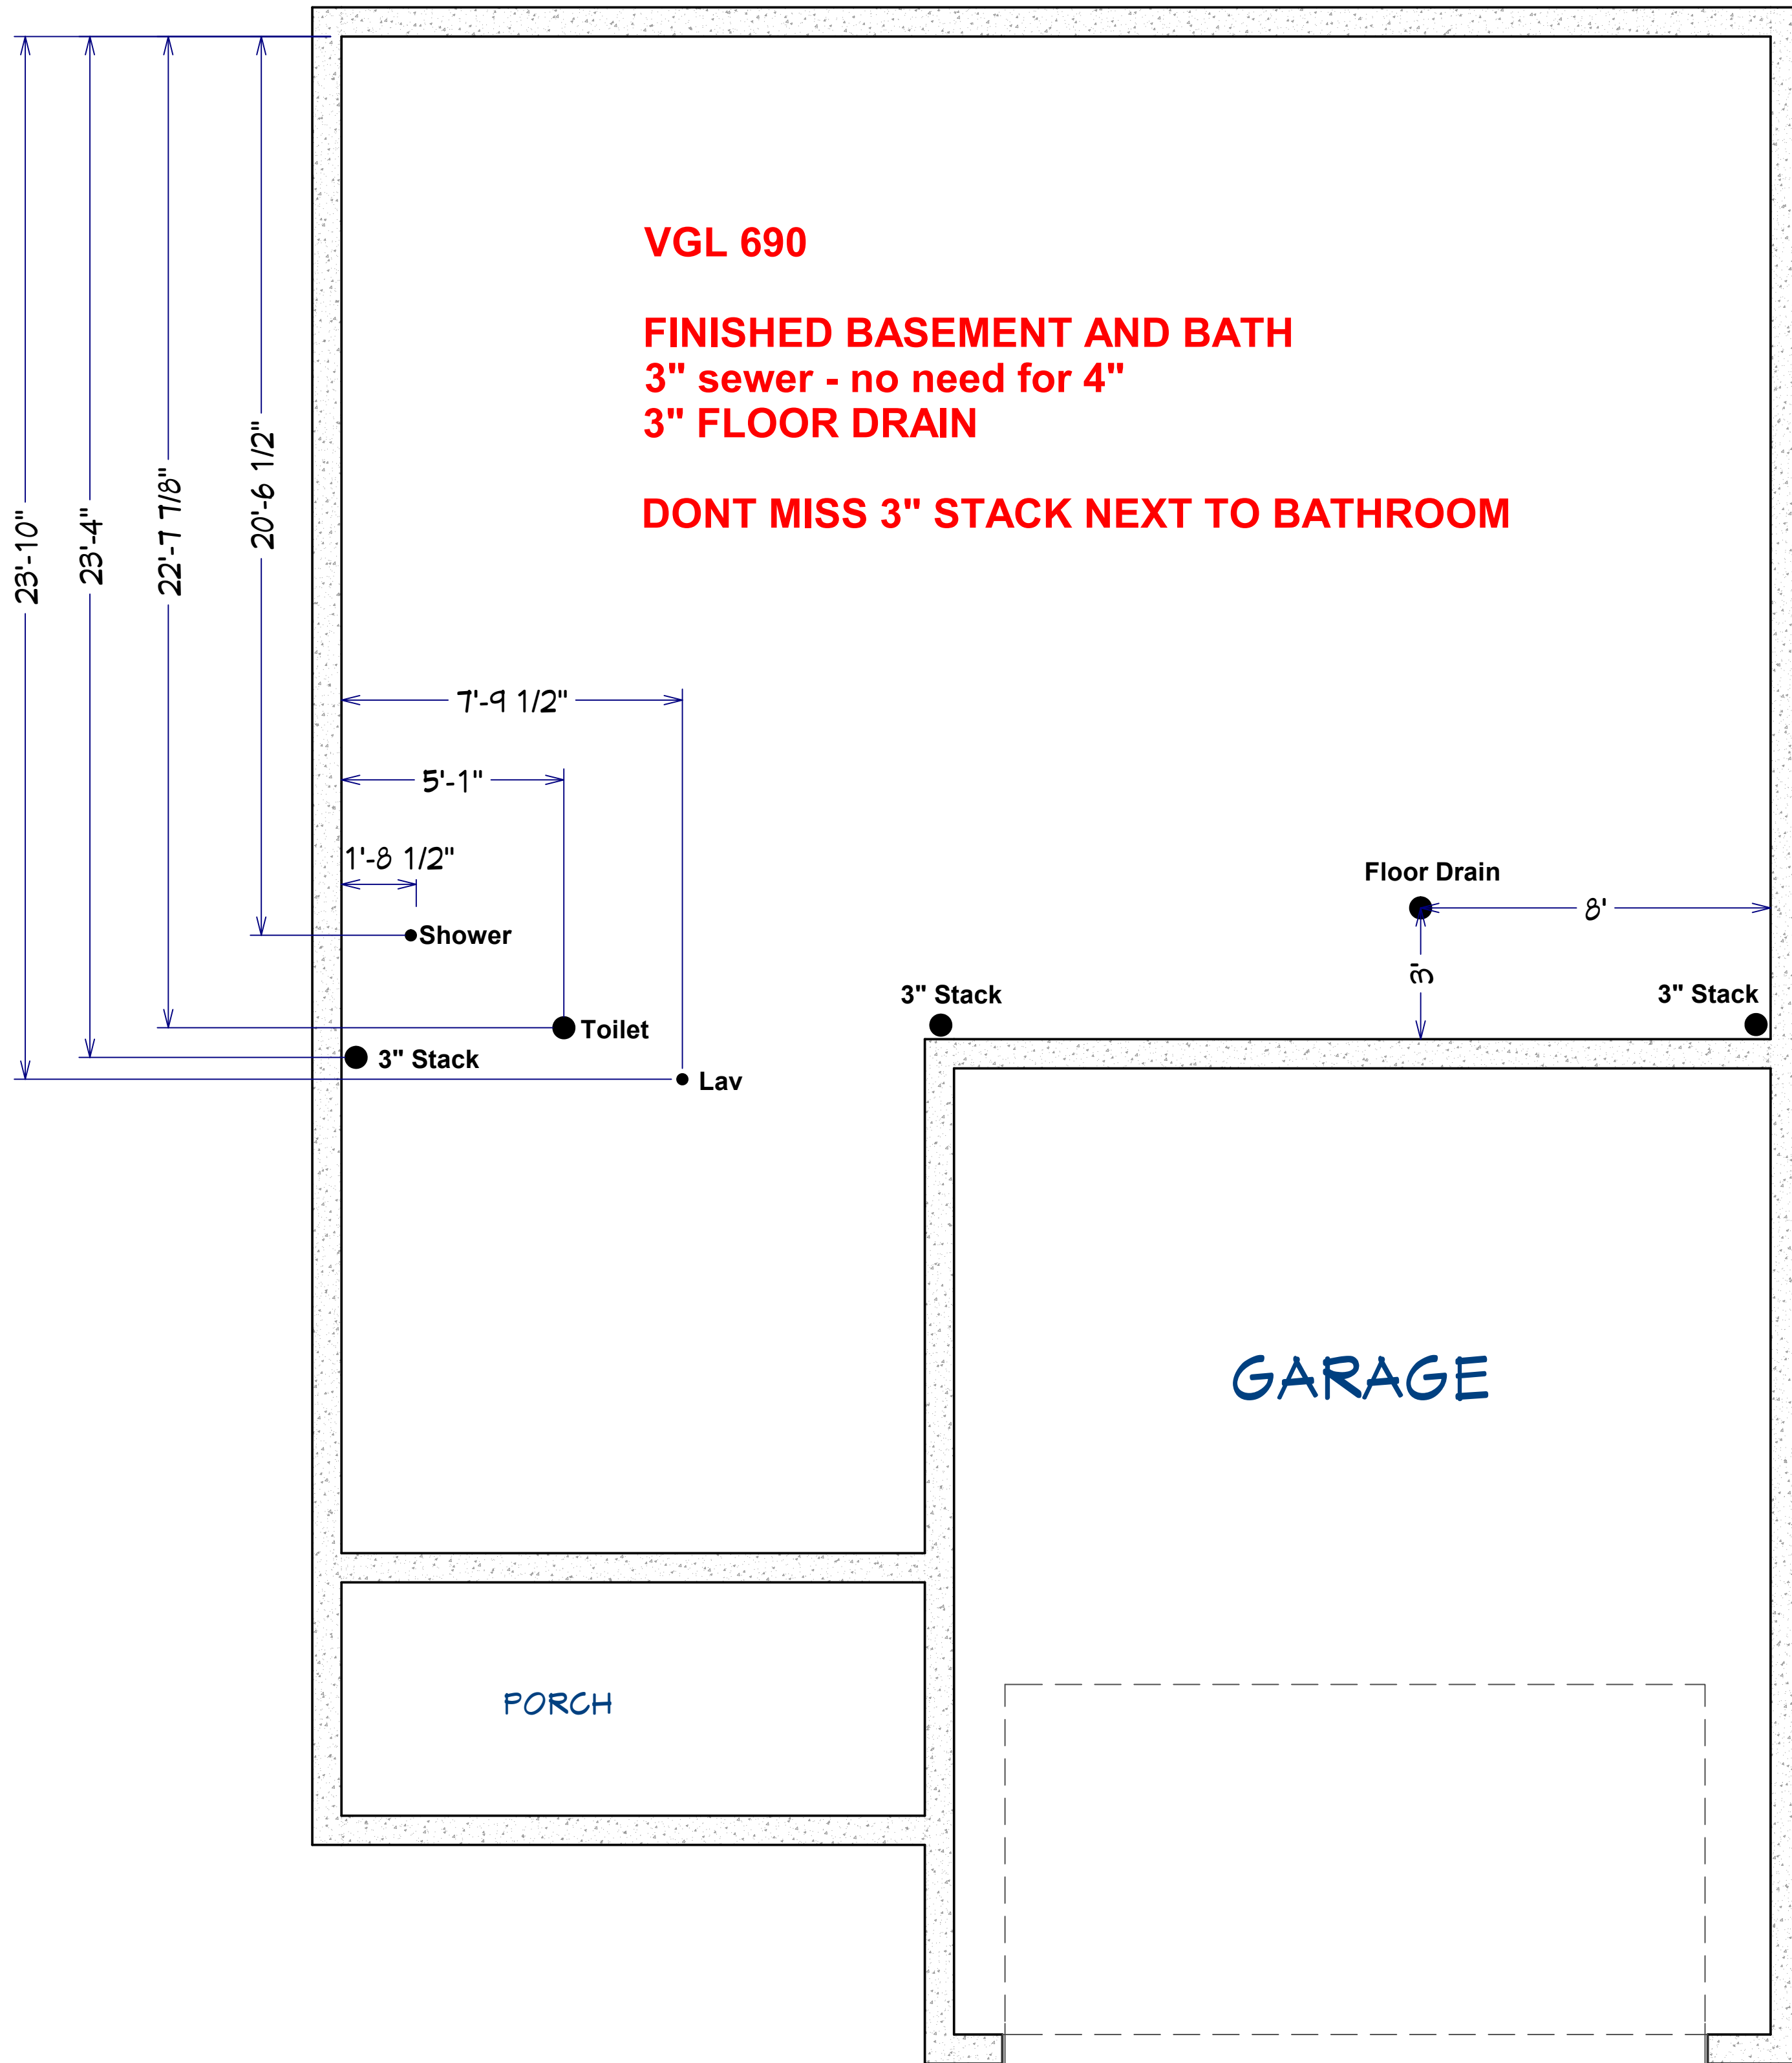 VGL 690
FINISHED BASEMENT AND BATH
3" sewer - no need for 4"
3" FLOOR DRAIN
DONT MISS 3" STACK NEXT TO BATHROOM
23'-10"
23'-4"
22'-7 7/8"
20'-6 1/2"
7'-9 1/2"
5'-1"
1'-8 1/2"
Shower
Toilet
3" Stack
Lav
Floor Drain
8'
3'
3" Stack
3" Stack
GARAGE
PORCH